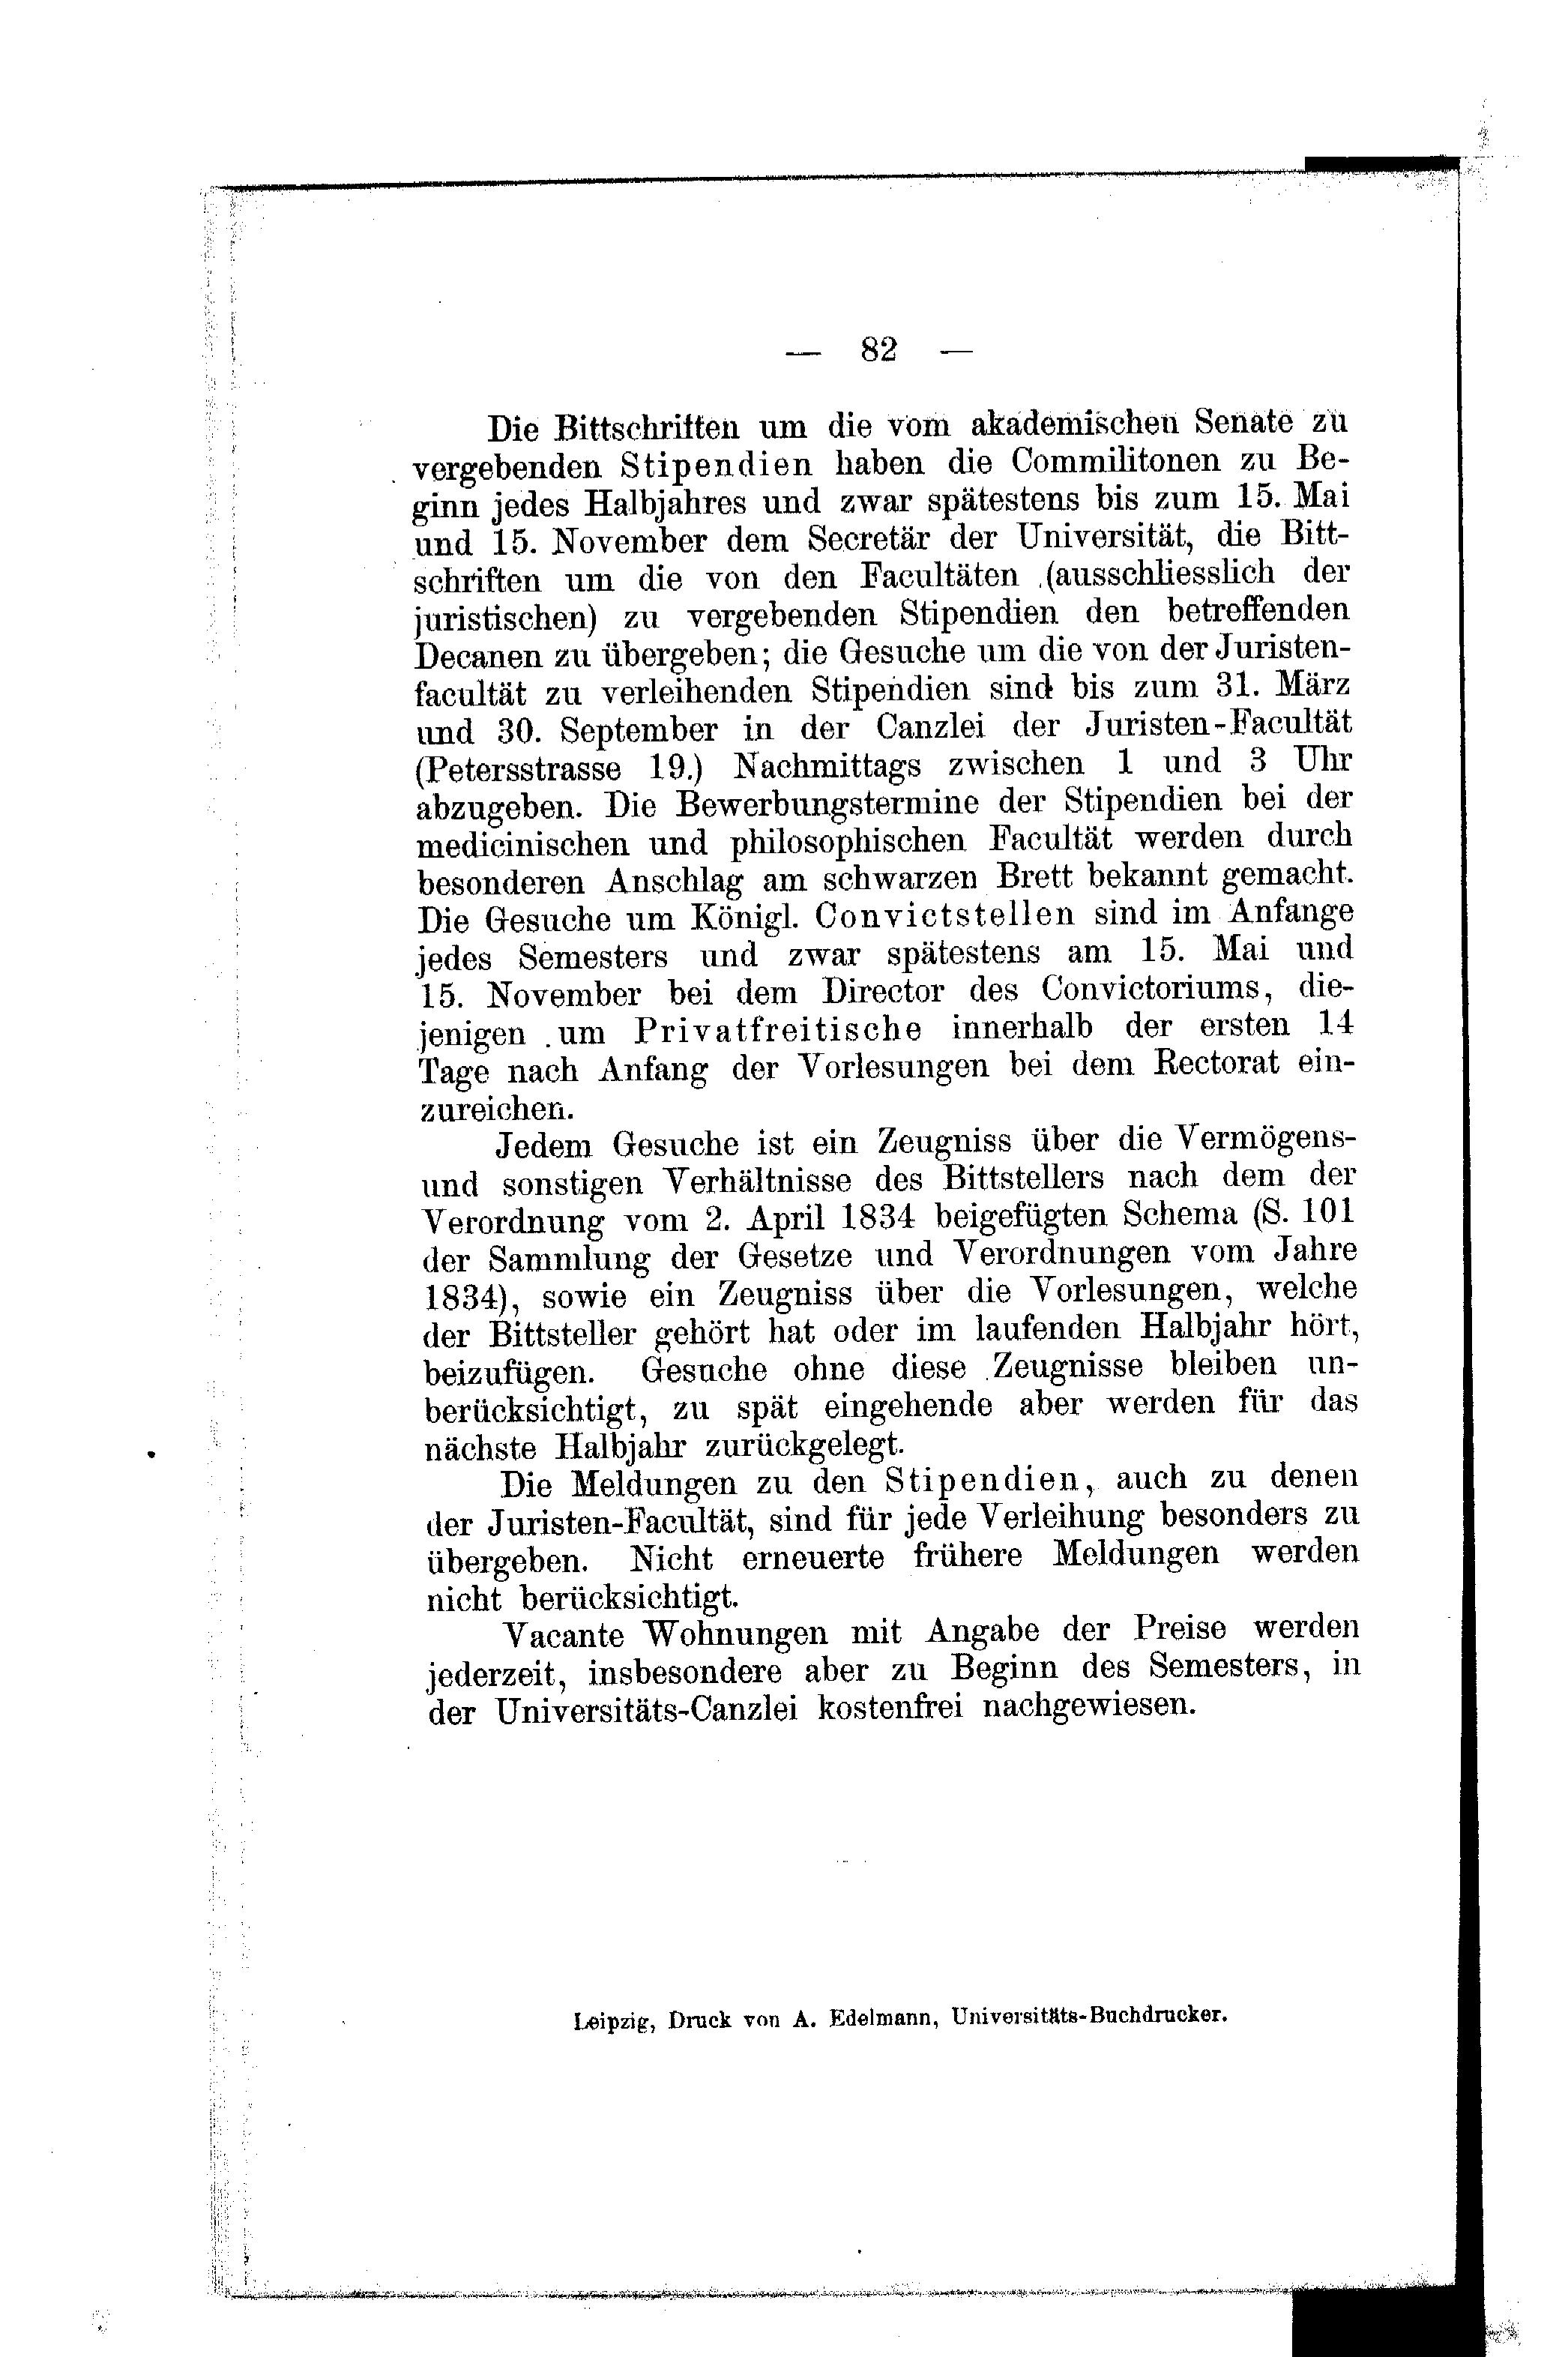 — 82 —
Die Bittschriften um die vom akademischen Senate zu
vergebenden Stipendien haben die Commilitonen zu Be-
ginn jedes Halbjahres und zwar spätestens bis zum 15. Mai
und 15. November dem Secretär der Universität, die Bitt-
schriften um die von den Facultäten (ausschliesslich der
juristischen) zu vergebenden Stipendien den betreffenden
Decanen zu übergeben; die Gesuche um die von der Juristen-
facultät zu verleihenden Stipendien sind bis zum 31. März
und 30. September in der Canzlei der Juristen-Facultät
(Petersstrasse 19.) Nachmittags zwischen 1 und 3 Uhr
abzugeben. Die Bewerbungstermine der Stipendien bei der
medicinischen und philosophischen Facultät werden durch
besonderen Anschlag am schwarzen Brett bekannt gemacht.
Die Gesuche um Königl. Convictstellen sind im Anfange
jedes Semesters und zwar spätestens am 15. Mai und
15. November bei dem Director des Convictoriums, die-
jenigen um Privatfreitische innerhalb der ersten 14
Tage nach Anfang der Vorlesungen bei dem Rectorat ein-
zureichen.
Jedem Gesuche ist ein Zeugniss über die Vermögens-
und sonstigen Verhältnisse des Bittstellers nach dem der
Verordnung vom 2. April 1834 beigefügten Schema (S. 101
der Sammlung der Gesetze und Verordnungen vom Jahre
1834), sowie ein Zeugniss über die Vorlesungen, welche
der Bittsteller gehört hat oder im laufenden Halbjahr hört,
beizufügen. Gesuche ohne diese Zeugnisse bleiben un-
berücksichtigt, zu spät eingehende aber werden für das
nächste Halbjahr zurückgelegt.
Die Meldungen zu den Stipendien, auch zu denen
der Juristen-Facultät, sind für jede Verleihung besonders zu
übergeben. Nicht erneuerte frühere Meldungen werden
nicht berücksichtigt.
Vacante Wohnungen mit Angabe der Preise werden
jederzeit, insbesondere aber zu Beginn des Semesters, in
der Universitäts-Canzlei kostenfrei nachgewiesen.
Leipzig, Druck von A. Edelmann, Universitäts-Buchdrucker.